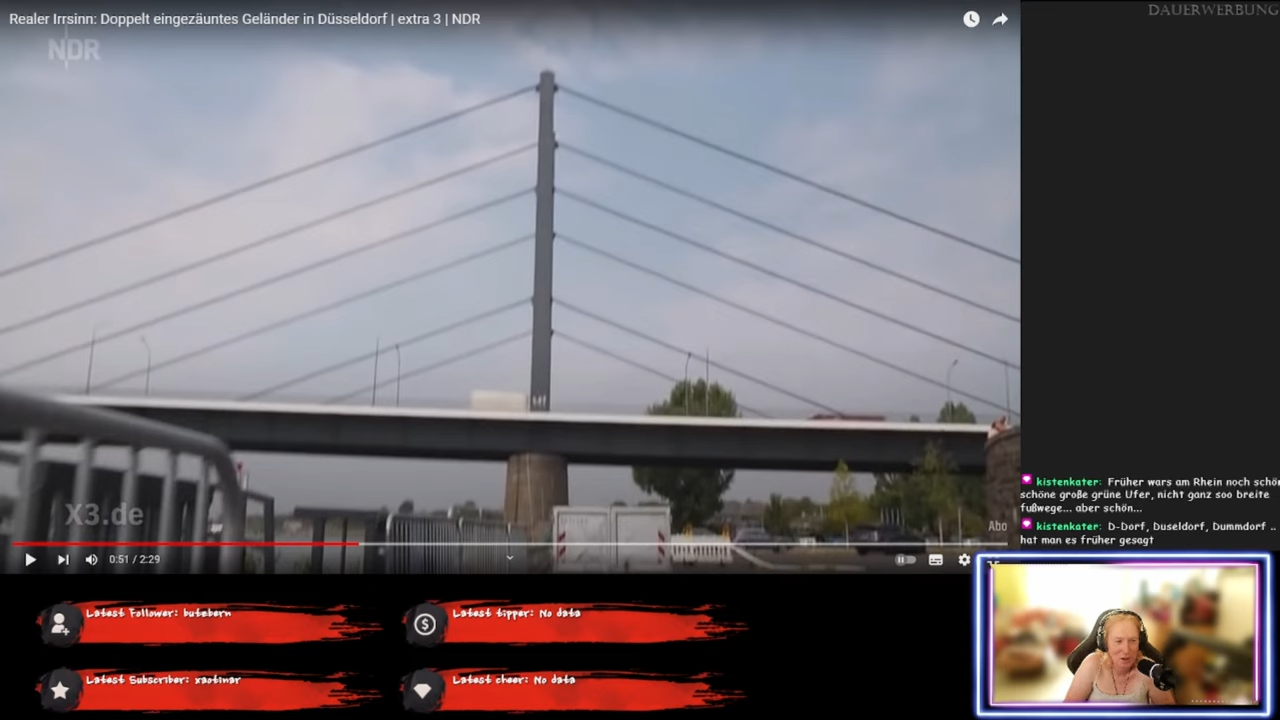 Realer Irrsinn: Doppelt eingezäuntes Geländer in Düsseldorf | extra 3 | NDR
DAUERWERBUNG
NDR
X3.de
Abo
0:51 / 2:29
kistenkater: Früher wars am Rhein noch schön
schöne große grüne Ufer, nicht ganz soo breite
fußwege... aber schön...
kistenkater: D-Dorf, Duseldorf, Dummdorf ..
hat man es früher gesagt
Latest Follower: butzbern
Latest tipper: No data
Latest Subscriber: xaotinar
Latest cheer: No data